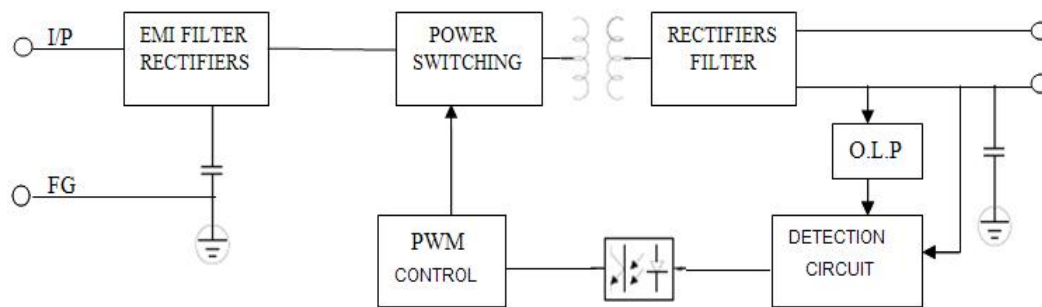 I/P
EMI FILTER
RECTIFIERS
POWER
SWITCHING
RECTIFIERS
FILTER
O.L.P
FG
PWM
CONTROL
DETECTION
CIRCUIT